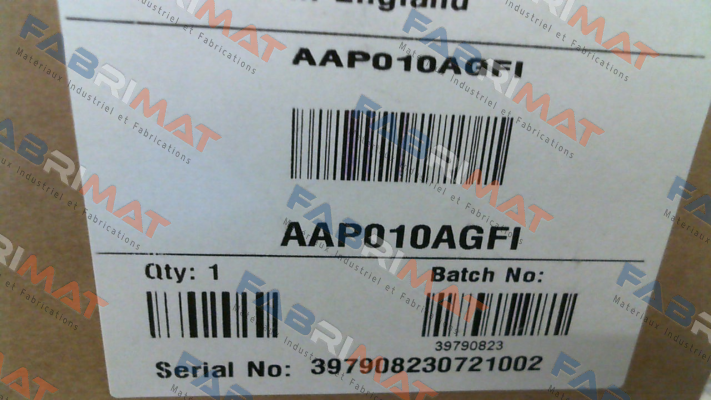 England
AAP010AGFI
AAP010AGFI
Qty: 1 Batch No:
39790823
Serial No: 397908230721002
FABRIMAT
Materiaux Industriel et Fabrications